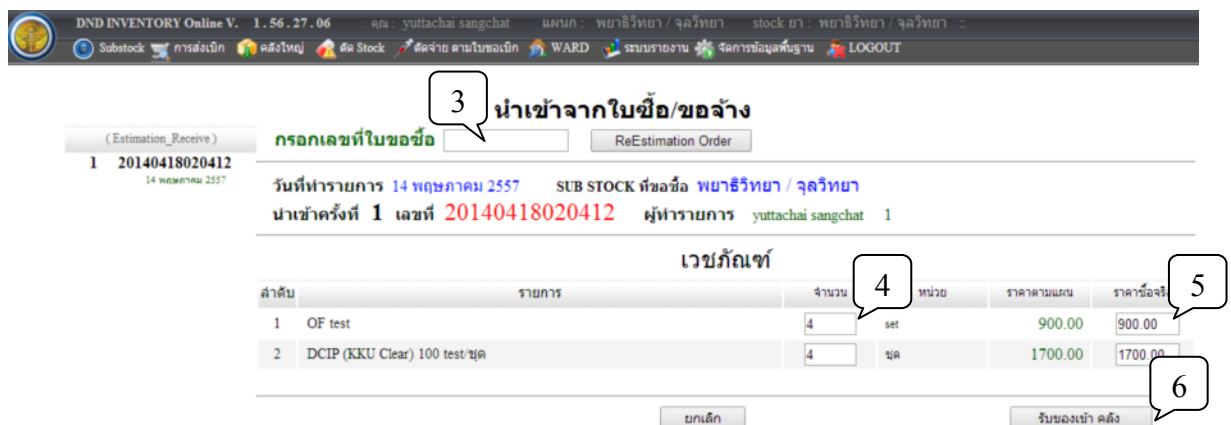 DND INVENTORY Online V. 1.56.27.06 :: คุณ : yuttachai sangchat แผนก : พยาธิวิทยา / จุลวิทยา stock ยา : พยาธิวิทยา / จุลวิทยา ::
Substock การส่งเบิก คลังใหญ่ ตัด Stock ตัดจ่าย ตามใบขอเบิก WARD ระบบรายงาน จัดการข้อมูลพื้นฐาน LOGOUT
3 นำเข้าจากใบซื้อ/ขอจ้าง
( Estimation_Receive ) กรอกเลขที่ใบขอซื้อ ReEstimation Order
1 20140418020412
14 พฤษภาคม 2557
วันที่ทำรายการ 14 พฤษภาคม 2557 SUB STOCK ที่ขอซื้อ พยาธิวิทยา / จุลวิทยา
นำเข้าครั้งที่ 1 เลขที่ 20140418020412 ผู้ทำรายการ yuttachai sangchat 1
เวชภัณฑ์
ลำดับ รายการ จำนวน 4 หน่วย ราคาตามแผน ราคาซื้อจริง 5
1 OF test 4 set 900.00 900.00
2 DCIP (KKU Clear) 100 test/ชุด 4 ชุด 1700.00 1700.00
6
ยกเลิก รับของเข้า คลัง